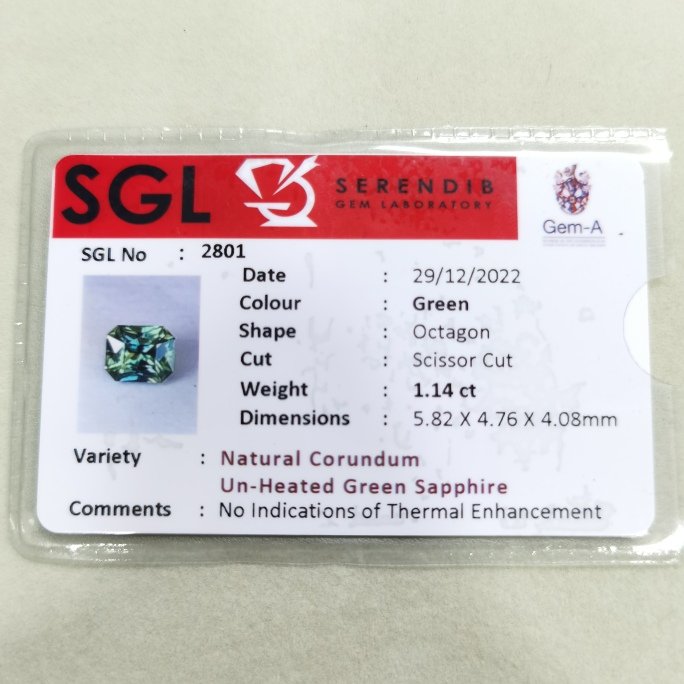 SGL
SERENDIB
GEM LABORATORY
Gem-A
SGL No : 2801
Date : 29/12/2022
Colour : Green
Shape : Octagon
Cut : Scissor Cut
Weight : 1.14 ct
Dimensions : 5.82 X 4.76 X 4.08mm
Variety : Natural Corundum
Un-Heated Green Sapphire
Comments : No Indications of Thermal Enhancement